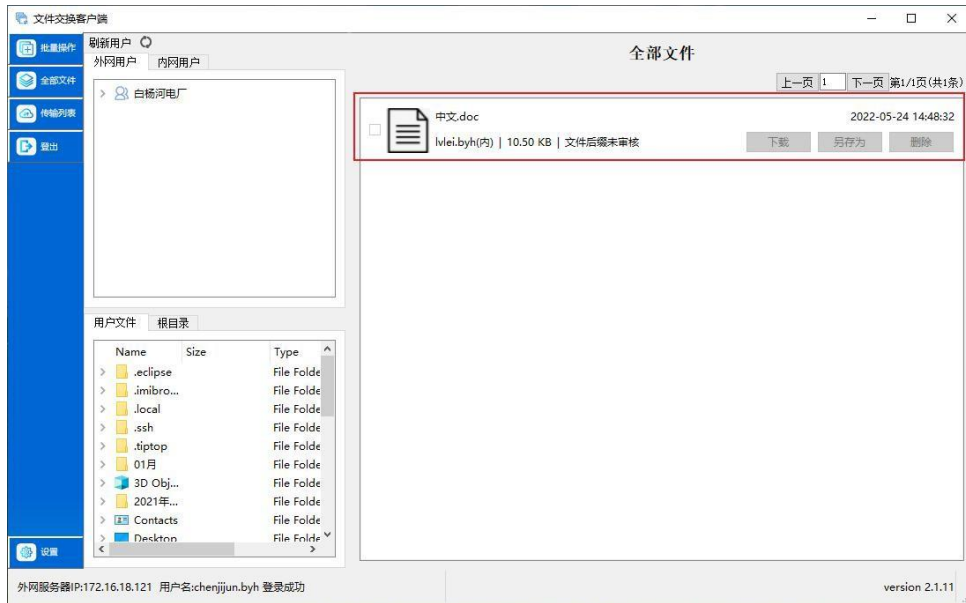 文件交换客户端
批量操作
全部文件
传输列表
登出
设置
刷新用户
外网用户 内网用户
白杨河电厂
用户文件 根目录
Name Size Type
.eclipse File Folde
.imibro... File Folde
.local File Folde
.ssh File Folde
.tiptop File Folde
01月 File Folde
3D Obj... File Folde
2021年... File Folde
Contacts File Folde
Desktop File Folde
全部文件
上一页 1 下一页 第1/1页(共1条)
中文.doc 2022-05-24 14:48:32
lvlei.byh(内) | 10.50 KB | 文件后缀未审核 下载 另存为 删除
外网服务器IP:172.16.18.121 用户名:chenjijun.byh 登录成功 version 2.1.11